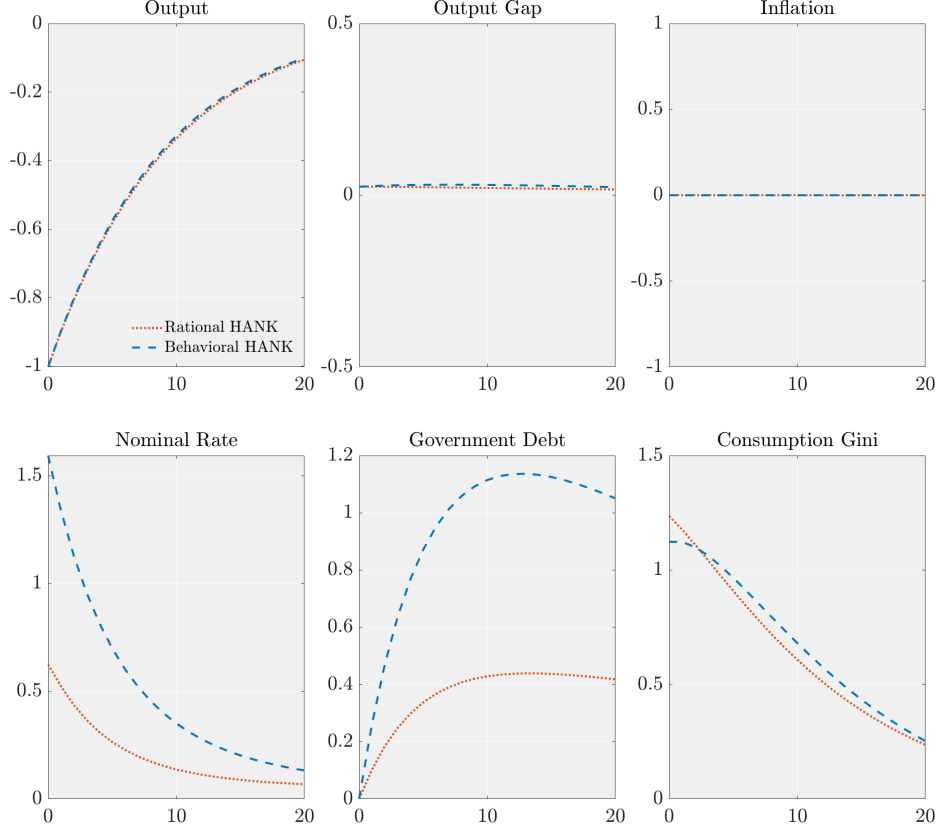 Output
0
-0.2
-0.4
-0.6
-0.8
-1
0 10 20
Rational HANK
Behavioral HANK
Output Gap
0.5
0
-0.5
0 10 20
Inflation
1
0.5
0
-0.5
-1
0 10 20
Nominal Rate
1.5
1
0.5
0
0 10 20
Government Debt
1.2
1
0.8
0.6
0.4
0.2
0
0 10 20
Consumption Gini
1.5
1
0.5
0
0 10 20